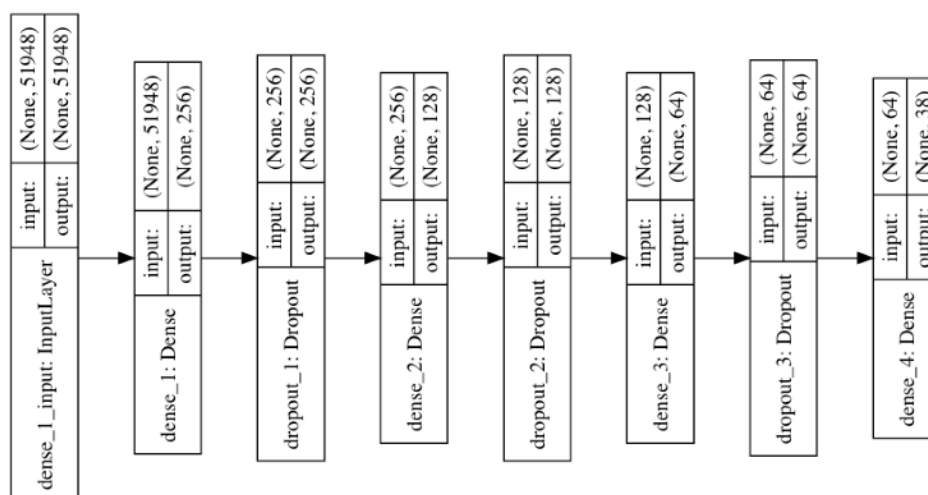 dense_1_input: InputLayer
input: (None, 51948)
output: (None, 51948)
dense_1: Dense
input: (None, 51948)
output: (None, 256)
dropout_1: Dropout
input: (None, 256)
output: (None, 256)
dense_2: Dense
input: (None, 256)
output: (None, 128)
dropout_2: Dropout
input: (None, 128)
output: (None, 128)
dense_3: Dense
input: (None, 128)
output: (None, 64)
dropout_3: Dropout
input: (None, 64)
output: (None, 64)
dense_4: Dense
input: (None, 64)
output: (None, 38)